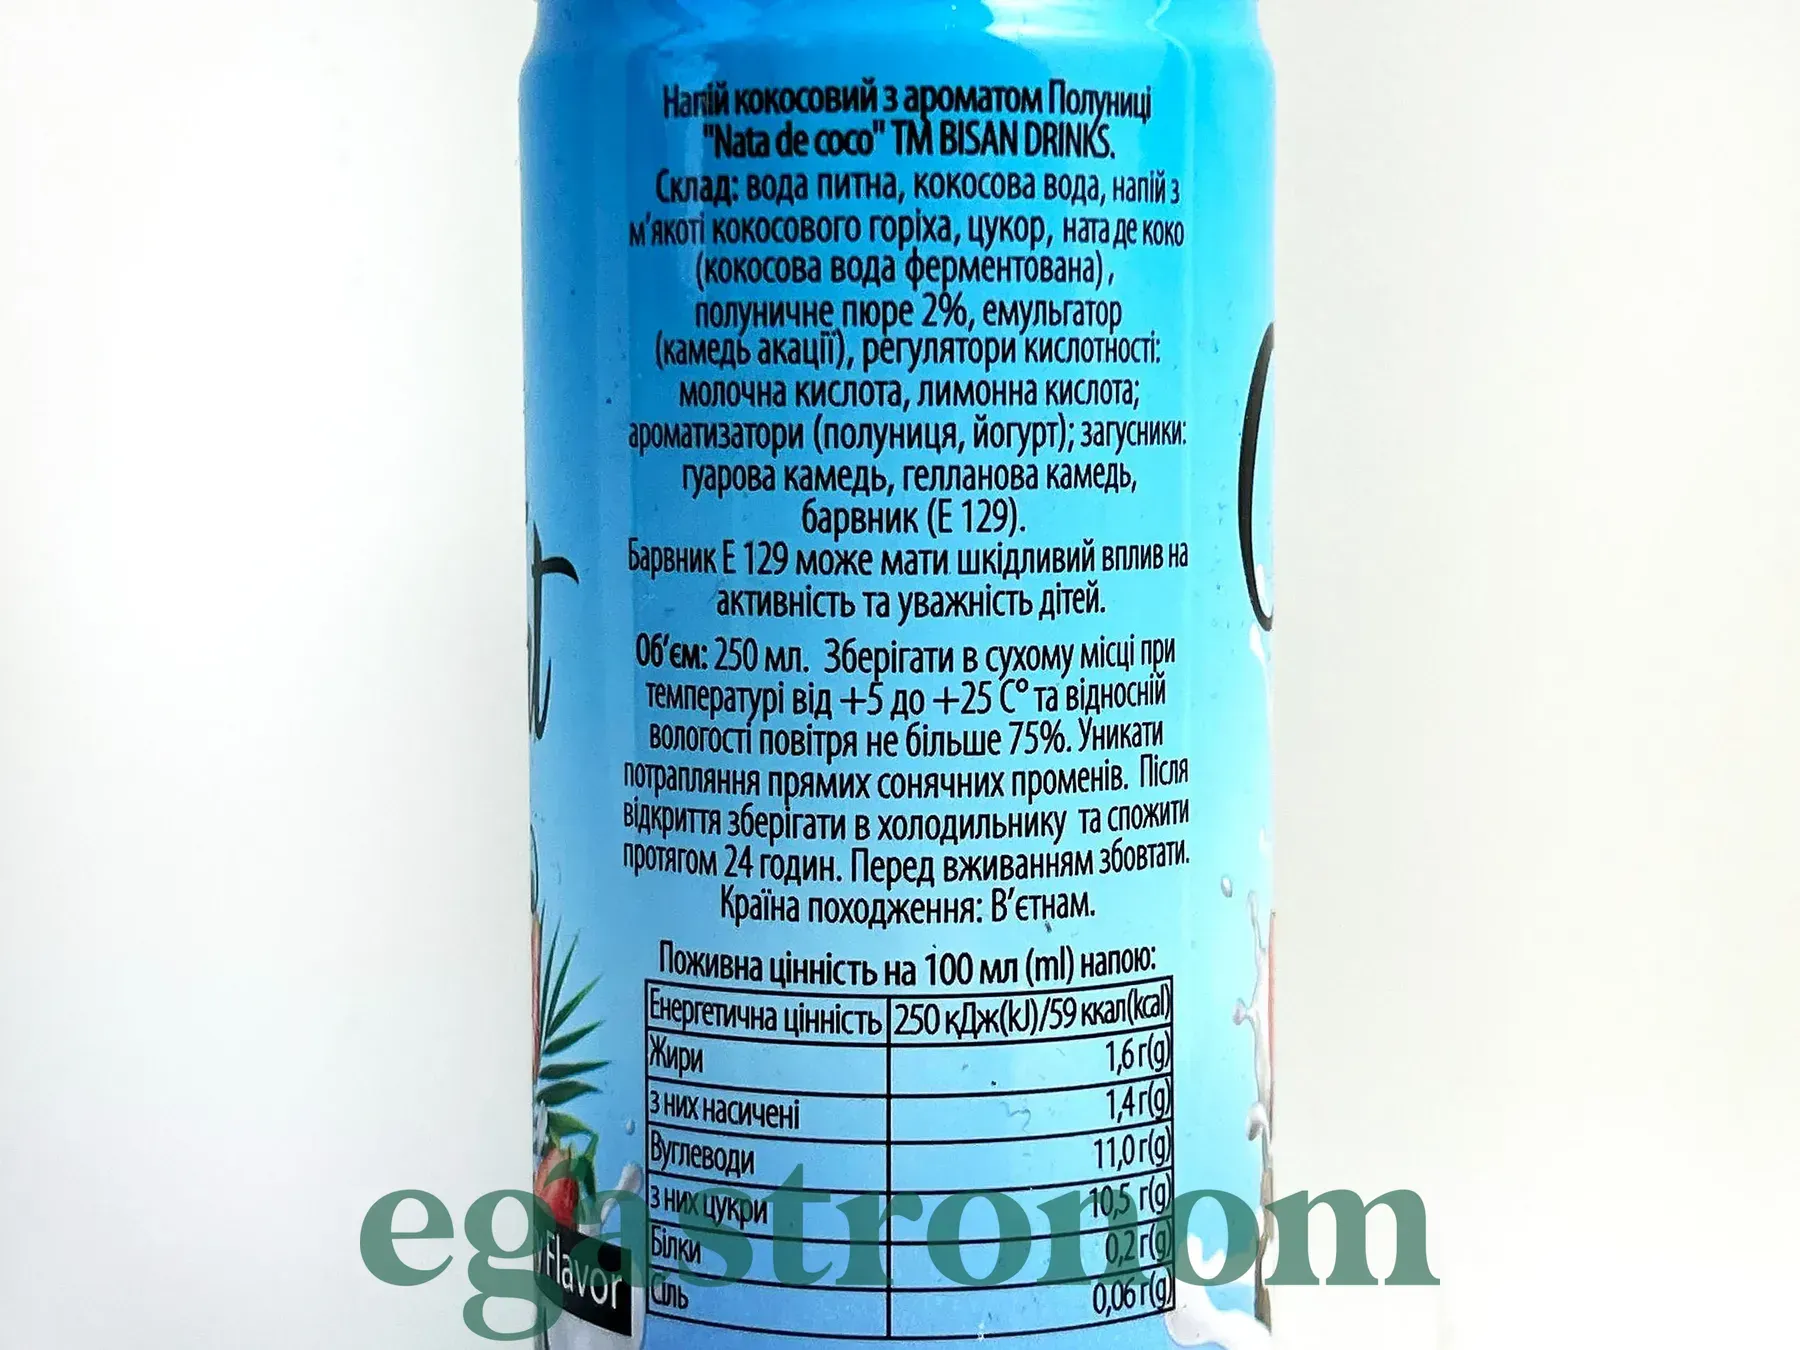 Напій кокосовий з ароматом Полуниці
"Nata de coco" ТМ BISAN DRINKS.
Склад: вода питна, кокосова вода, напій з
м'якоті кокосового горіха, цукор, ната де коко
(кокосова вода ферментована),
полуничне пюре 2%, емульгатор
(камедь акації), регулятори кислотності:
молочна кислота, лимонна кислота;
ароматизатори (полуниця, йогурт); загусники:
гуарова камедь, гелланова камедь,
барвник (Е 129).
Барвник Е 129 може мати шкідливий вплив на
активність та уважність дітей.
Об'єм: 250 мл. Зберігати в сухому місці при
температурі від +5 до +25 С° та відносній
вологості повітря не більше 75%. Уникати
потрапляння прямих сонячних променів. Після
відкриття зберігати в холодильнику та спожити
протягом 24 годин. Перед вживанням збовтати.
Країна походження: В'єтнам.
Поживна цінність на 100 мл (ml) напою:
Енергетична цінність 250 кДж(kJ)/59 ккал(kcal)
Жири 1,6 г(g)
з них насичені 1,4 г(g)
Вуглеводи 11,0 г(g)
з них цукри 10,5 г(g)
Білки 0,2 г(g)
Сіль 0,06 г(g)
Flavor
egastronom